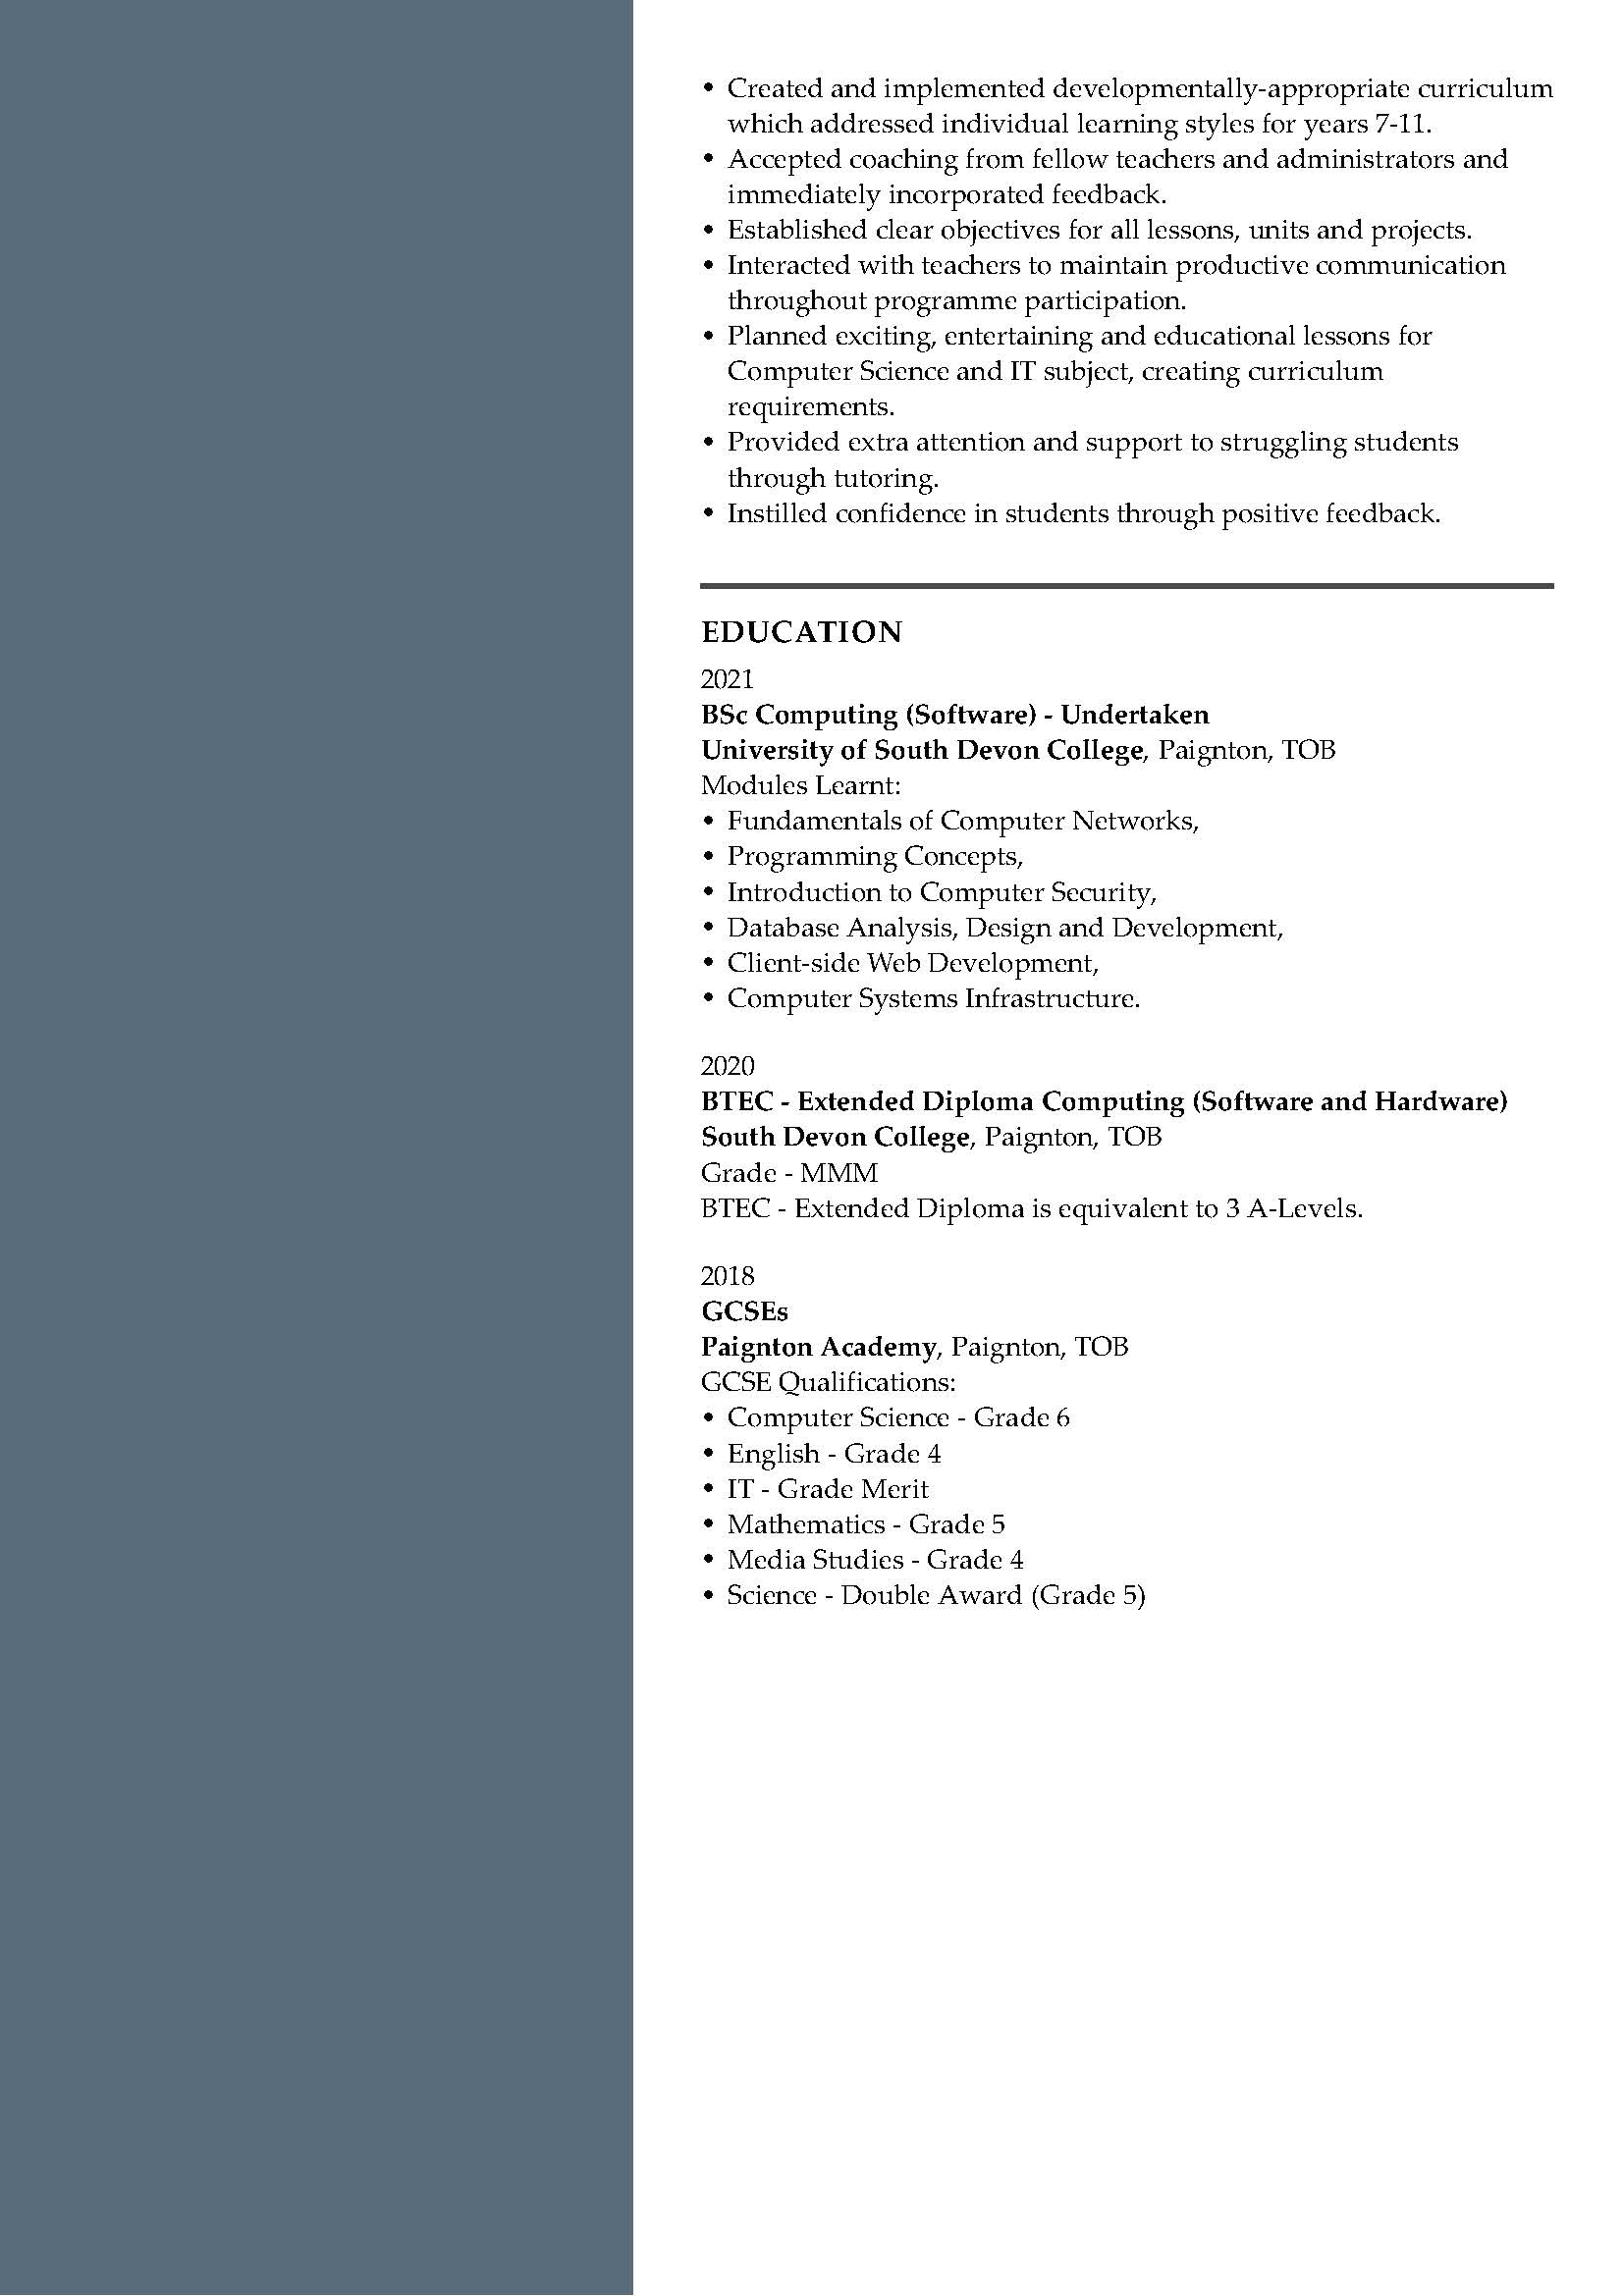 • Created and implemented developmentally-appropriate curriculum
which addressed individual learning styles for years 7-11.
• Accepted coaching from fellow teachers and administrators and
immediately incorporated feedback.
• Established clear objectives for all lessons, units and projects.
• Interacted with teachers to maintain productive communication
throughout programme participation.
• Planned exciting, entertaining and educational lessons for
Computer Science and IT subject, creating curriculum
requirements.
• Provided extra attention and support to struggling students
through tutoring.
• Instilled confidence in students through positive feedback.
EDUCATION
2021
BSc Computing (Software) - Undertaken
University of South Devon College, Paignton, TOB
Modules Learnt:
• Fundamentals of Computer Networks,
• Programming Concepts,
• Introduction to Computer Security,
• Database Analysis, Design and Development,
• Client-side Web Development,
• Computer Systems Infrastructure.
2020
BTEC - Extended Diploma Computing (Software and Hardware)
South Devon College, Paignton, TOB
Grade - MMM
BTEC - Extended Diploma is equivalent to 3 A-Levels.
2018
GCSEs
Paignton Academy, Paignton, TOB
GCSE Qualifications:
• Computer Science - Grade 6
• English - Grade 4
• IT - Grade Merit
• Mathematics - Grade 5
• Media Studies - Grade 4
• Science - Double Award (Grade 5)